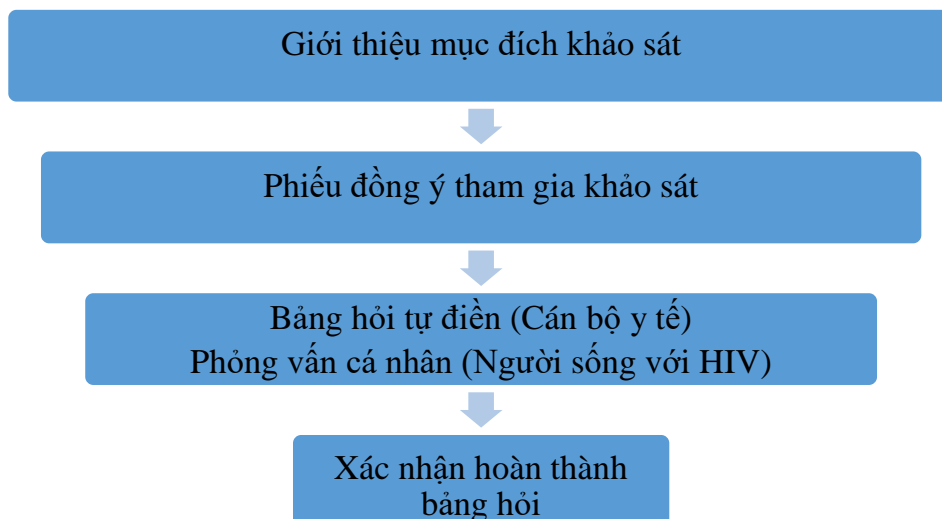 Giới thiệu mục đích khảo sát
Phiếu đồng ý tham gia khảo sát
Bảng hỏi tự điền (Cán bộ y tế)
Phỏng vấn cá nhân (Người sống với HIV)
Xác nhận hoàn thành
bảng hỏi